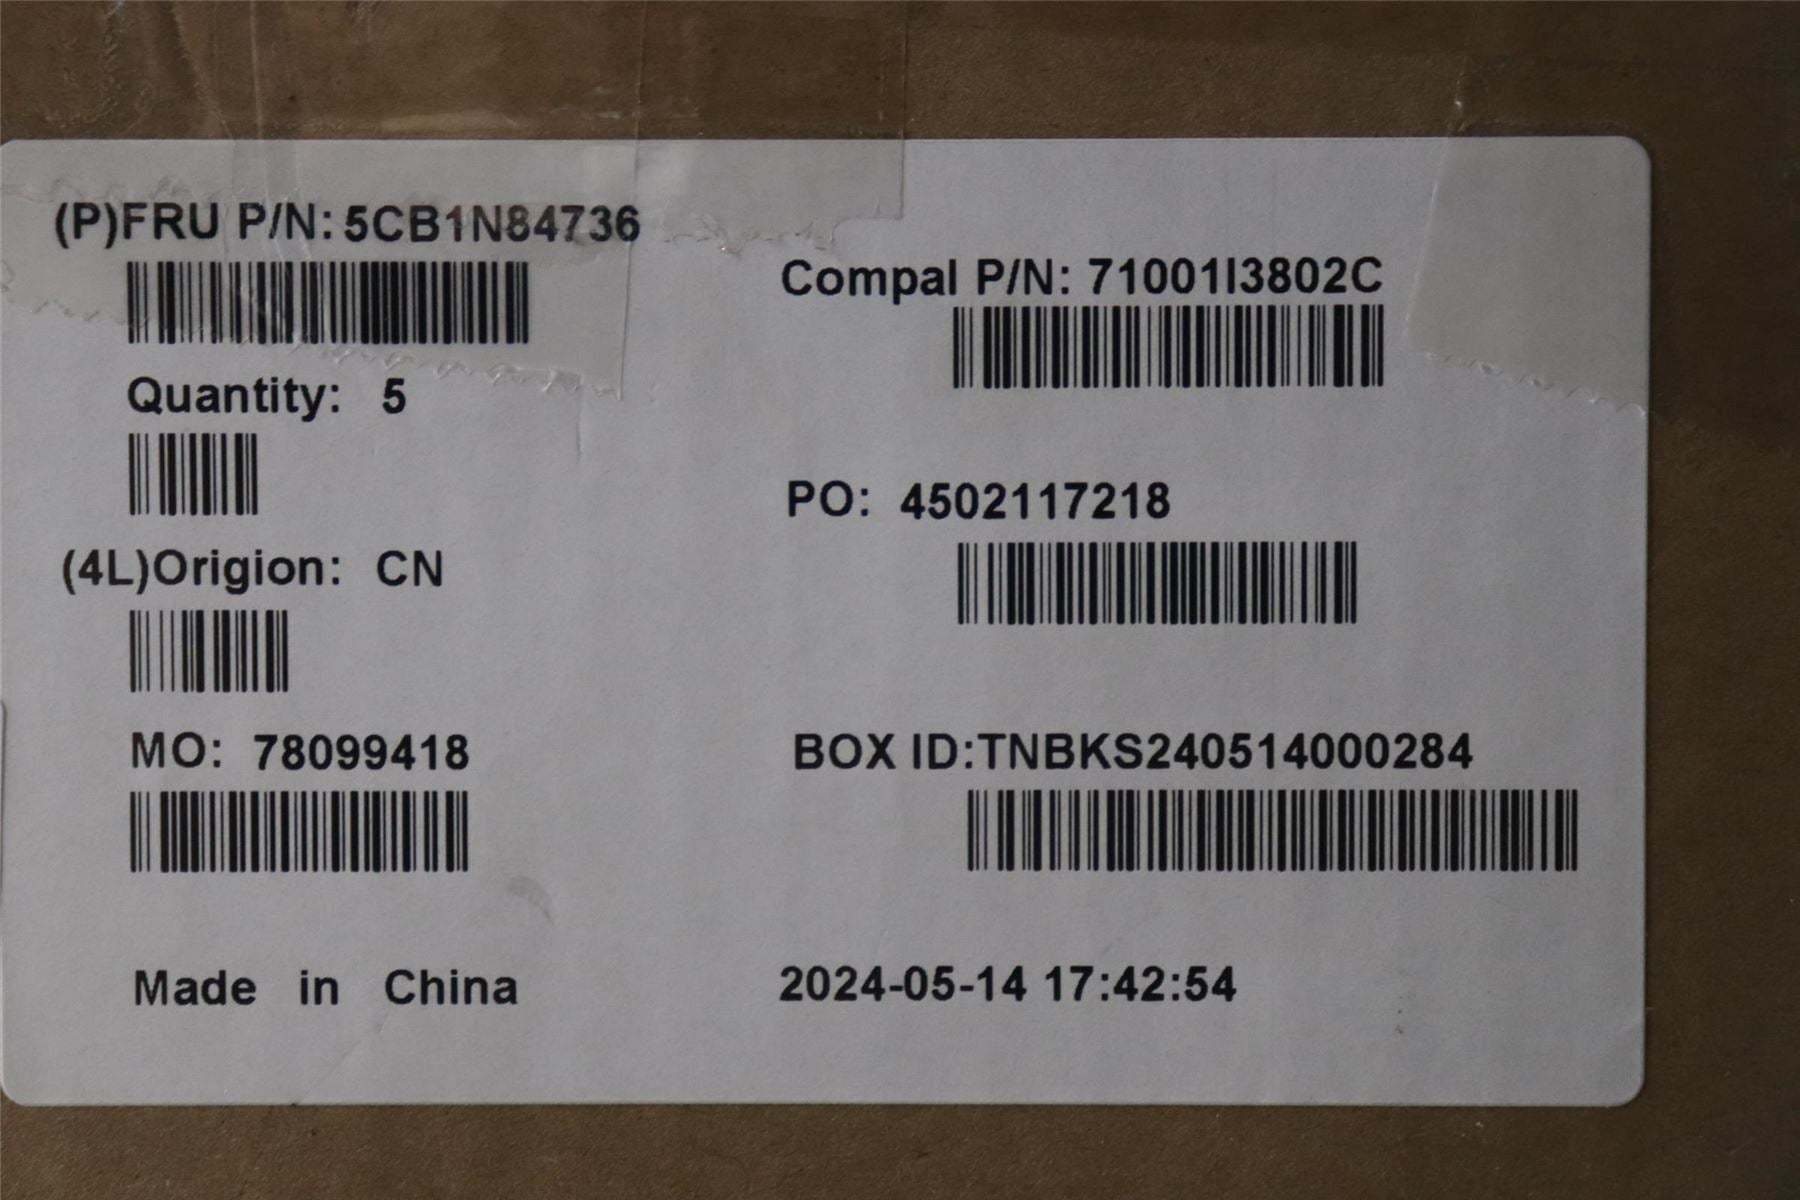 (P)FRU P/N: 5CB1N84736
Compal P/N: 71001I3802C
Quantity: 5
PO: 4502117218
(4L)Origion: CN
MO: 78099418
BOX ID:TNBKS240514000284
Made in China
2024-05-14 17:42:54